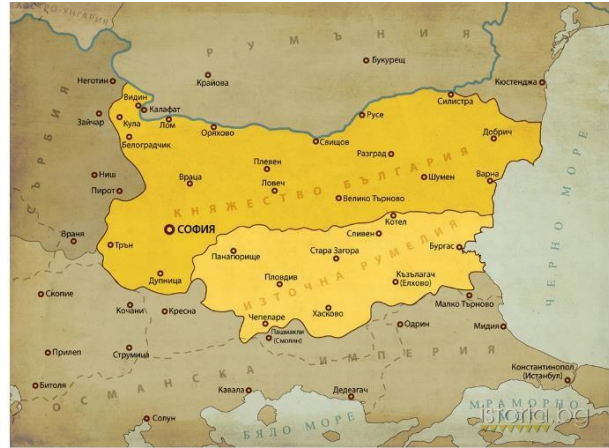 АВСТРО-УНГАРИЯ
РУМЪНИЯ
Букурещ
Крайова
Неготин
Кюстенджа
Видин
Калафат
Силистра
Зайчар
Кула
Лом
Оряхово
Русе
Белоградчик
Свищов
Добрич
СЪРБИЯ
Плевен
Разград
Ниш
Враца
Ловеч
Шумен
Варна
Пирот
КНЯЖЕСТВО БЪЛГАРИЯ
Велико Търново
ЧЕРНО МОРЕ
СОФИЯ
Котел
Враня
Трън
Сливен
Бургас
Панагюрище
Стара Загора
Дупница
Пловдив
Къзълагач
(Елхово)
ИЗТОЧНА РУМЕЛИЯ
Скопие
Кочани
Кресна
Хасково
Малко Търново
Чепеларе
Пашмакли
(Смолян)
Одрин
Мидия
Прилеп
Струмица
ОСМАНСКА ИМПЕРИЯ
Константинопол
(Истанбул)
Битоля
Кавала
Дедеагач
Солун
БЯЛО МОРЕ
МРАМОРНО
istoria.bg